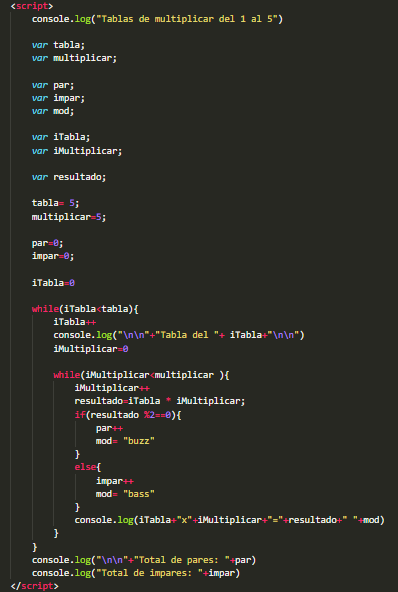 <script>
console.log("Tablas de multiplicar del 1 al 5")
var tabla;
var multiplicar;
var par;
var impar;
var mod;
var iTabla;
var iMultiplicar;
var resultado;
tabla= 5;
multiplicar=5;
par=0;
impar=0;
iTabla=0
while(iTabla<tabla){
iTabla++
console.log("\n\n"+"Tabla del "+ iTabla+"\n\n")
iMultiplicar=0
while(iMultiplicar<multiplicar ){
iMultiplicar++
resultado=iTabla * iMultiplicar;
if(resultado %2==0){
par++
mod= "buzz"
}
else{
impar++
mod= "bass"
}
console.log(iTabla+"x"+iMultiplicar+"="+resultado+" "+mod)
}
}
console.log("\n\n"+"Total de pares: "+par)
console.log("Total de impares: "+impar)
</script>